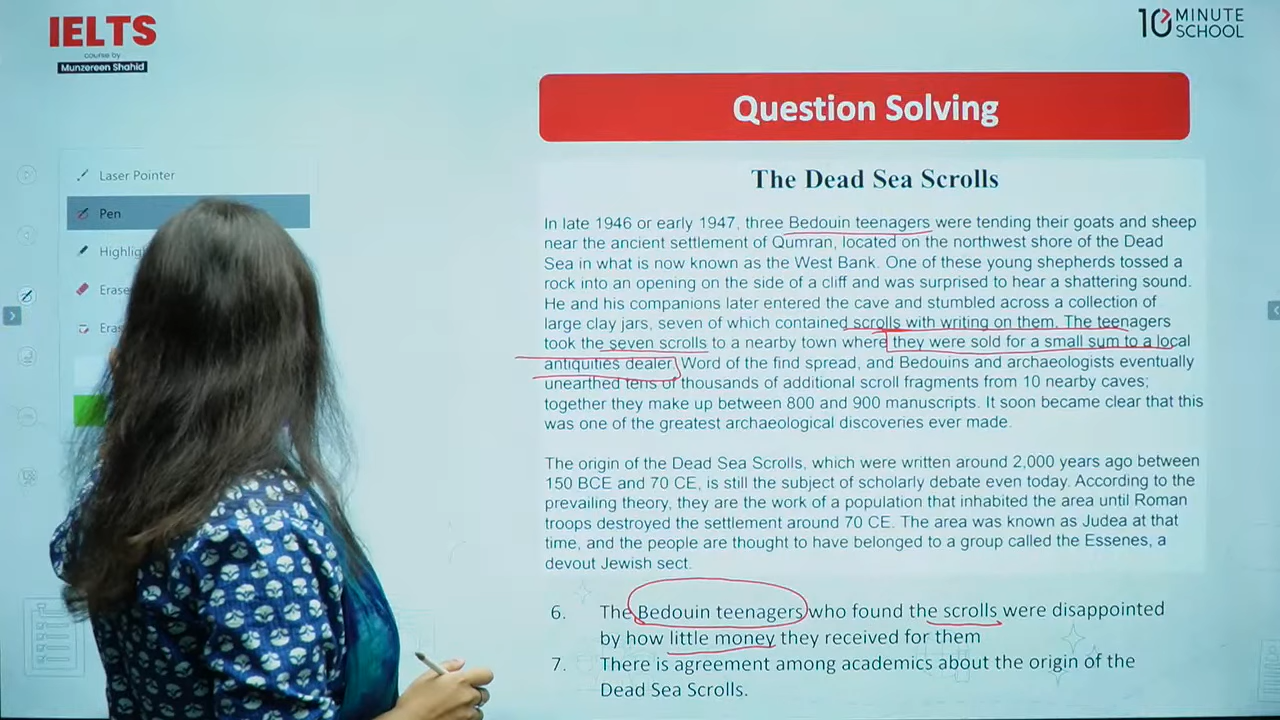 IELTS
course by
Munzereen Shahid
10 MINUTE
SCHOOL
Question Solving
Laser Pointer
Pen
The Dead Sea Scrolls
In late 1946 or early 1947, three Bedouin teenagers were tending their goats and sheep
near the ancient settlement of Qumran, located on the northwest shore of the Dead
Sea in what is now known as the West Bank. One of these young shepherds tossed a
rock into an opening on the side of a cliff and was surprised to hear a shattering sound.
He and his companions later entered the cave and stumbled across a collection of
large clay jars, seven of which contained scrolls with writing on them. The teenagers
took the seven scrolls to a nearby town where they were sold for a small sum to a local
antiquities dealer. Word of the find spread, and Bedouins and archaeologists eventually
unearthed tens of thousands of additional scroll fragments from 10 nearby caves;
together they make up between 800 and 900 manuscripts. It soon became clear that this
was one of the greatest archaeological discoveries ever made.
The origin of the Dead Sea Scrolls, which were written around 2,000 years ago between
150 BCE and 70 CE, is still the subject of scholarly debate even today. According to the
prevailing theory, they are the work of a population that inhabited the area until Roman
troops destroyed the settlement around 70 CE. The area was known as Judea at that
time, and the people are thought to have belonged to a group called the Essenes, a
devout Jewish sect.
6. The Bedouin teenagers who found the scrolls were disappointed
by how little money they received for them
7. There is agreement among academics about the origin of the
Dead Sea Scrolls.